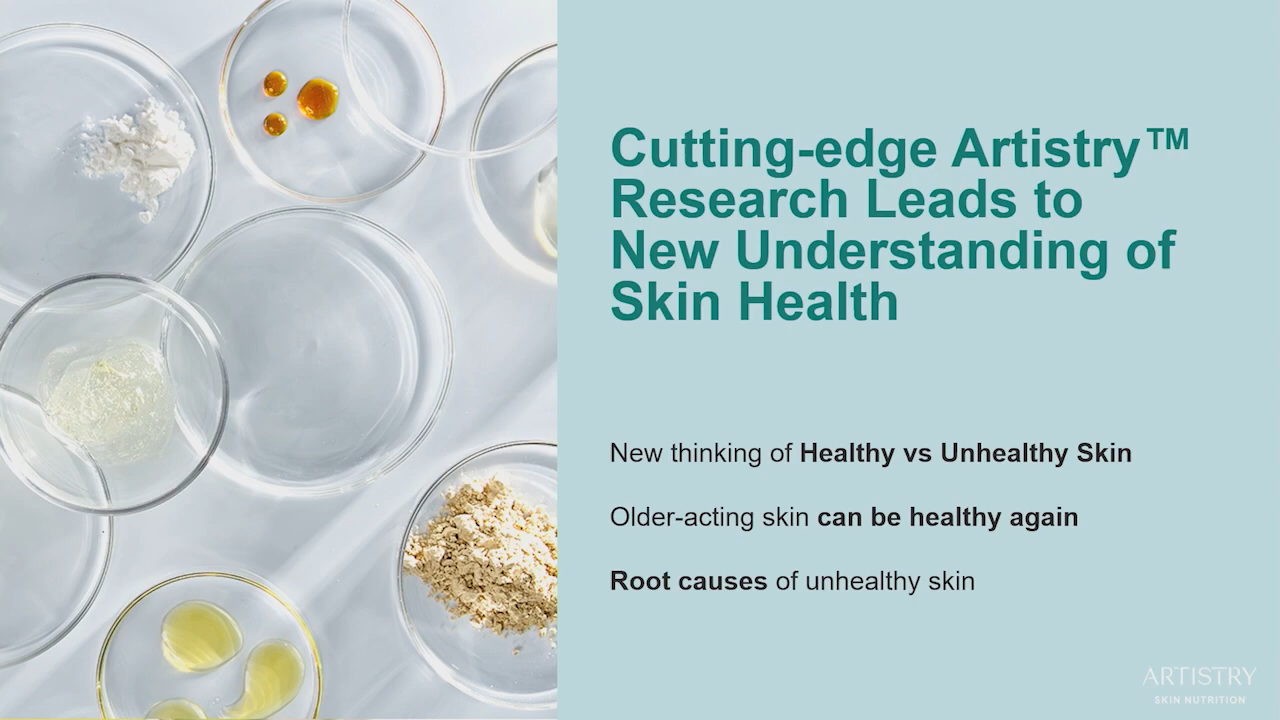 Cutting-edge Artistry™
Research Leads to
New Understanding of
Skin Health
New thinking of Healthy vs Unhealthy Skin
Older-acting skin can be healthy again
Root causes of unhealthy skin
ARTISTRY
SKIN NUTRITION